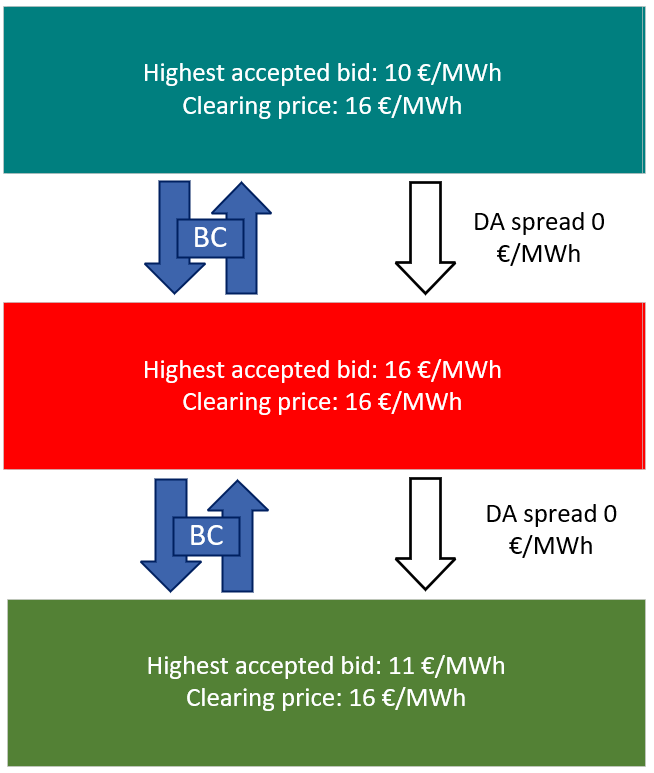 Highest accepted bid: 10 €/MWh
Clearing price: 16 €/MWh
BC
DA spread 0
€/MWh
Highest accepted bid: 16 €/MWh
Clearing price: 16 €/MWh
BC
DA spread 0
€/MWh
Highest accepted bid: 11 €/MWh
Clearing price: 16 €/MWh